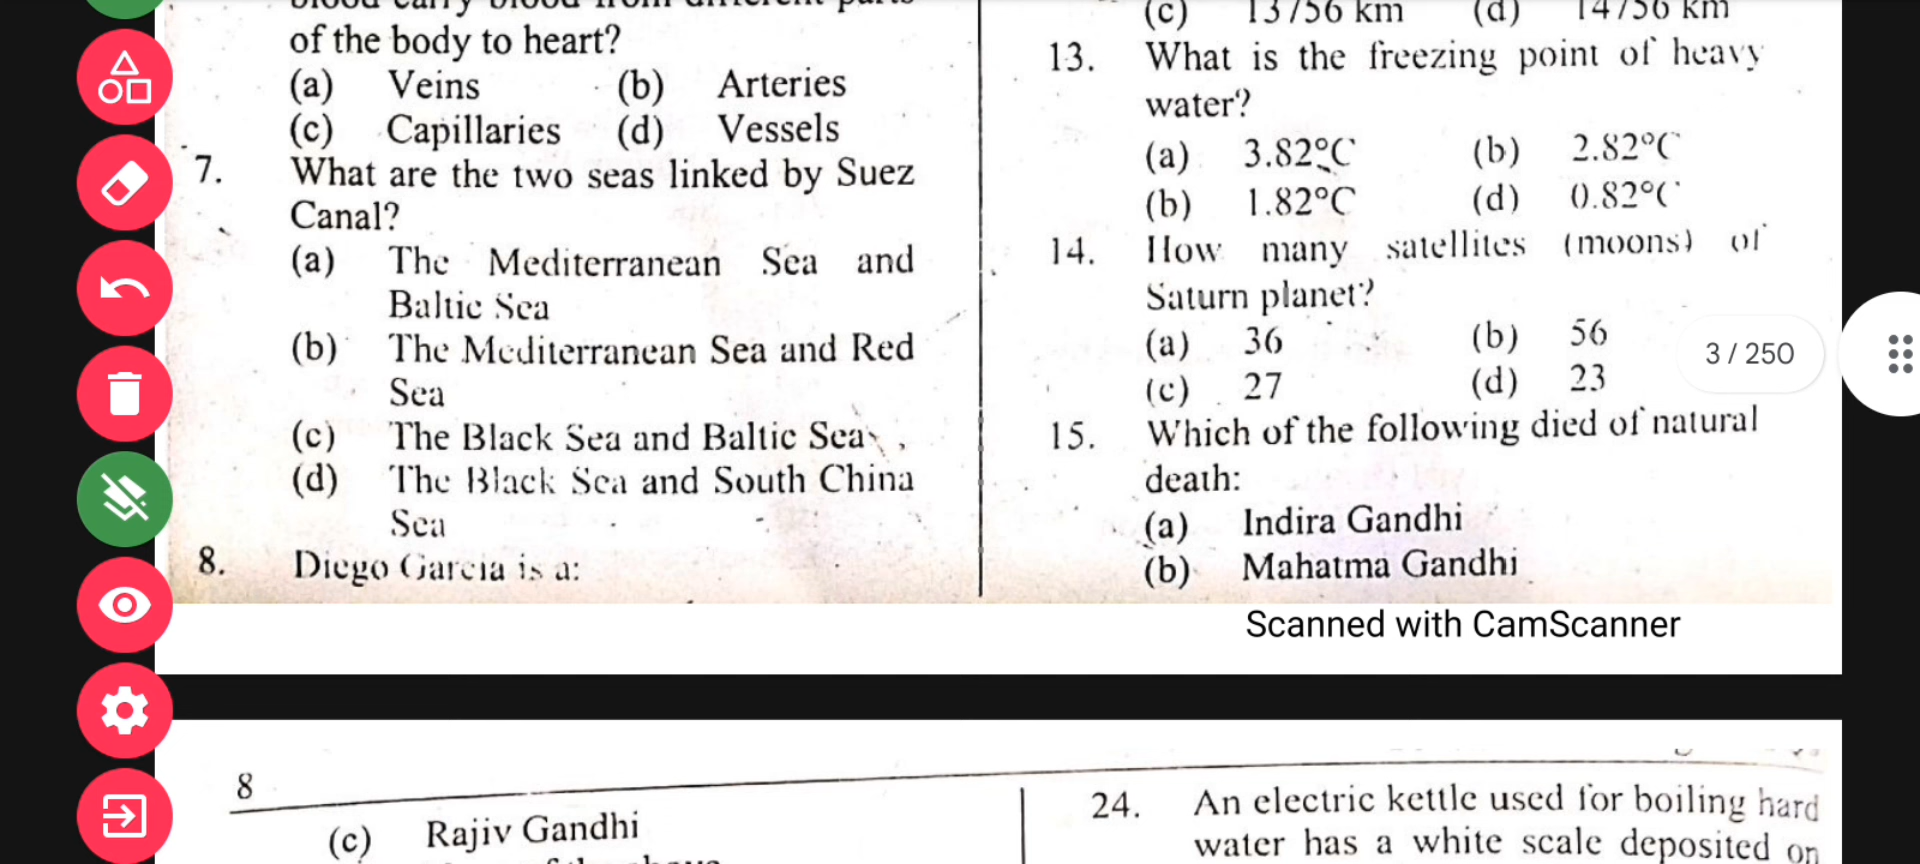 of the body to heart?
(a) Veins (b) Arteries
(c) Capillaries (d) Vessels
7. What are the two seas linked by Suez
Canal?
(a) The Mediterranean Sea and
Baltic Sea
(b) The Mediterranean Sea and Red
Sea
(c) The Black Sea and Baltic Sea
(d) The Black Sea and South China
Sea
8. Diego Garcia is a:
(c) 13756 km (d) 14756 km
13. What is the freezing point of heavy
water?
(a) 3.82°C (b) 2.82°C
(b) 1.82°C (d) 0.82°C
14. How many satellites (moons) of
Saturn planet?
(a) 36 (b) 56
(c) 27 (d) 23
15. Which of the following died of natural
death:
(a) Indira Gandhi
(b) Mahatma Gandhi
3 / 250
Scanned with CamScanner
8
(c) Rajiv Gandhi
24. An electric kettle used for boiling hard
water has a white scale deposited on